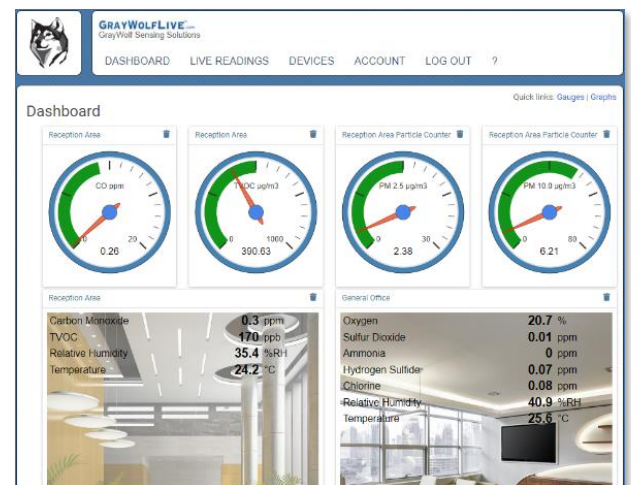 GRAYWOLFLIVE
GrayWolf Sensing Solutions
DASHBOARD LIVE READINGS DEVICES ACCOUNT LOG OUT ?
Quick links: Gauges | Graphs
Dashboard
Reception Area
CO ppm
0 20
0.26
Reception Area
TVOC µg/m3
0 1000
390.63
Reception Area Particle Counter
PM 2.5 µg/m3
0 30
2.38
Reception Area Particle Counter
PM 10.0 µg/m3
0 80
6.21
Reception Area
Carbon Monoxide 0.3 ppm
TVOC 170 ppb
Relative Humidity 35.4 %RH
Temperature 24.2 °C
General Office
Oxygen 20.7 %
Sulfur Dioxide 0.01 ppm
Ammonia 0 ppm
Hydrogen Sulfide 0.07 ppm
Chlorine 0.08 ppm
Relative Humidity 40.9 %RH
Temperature 25.6 °C